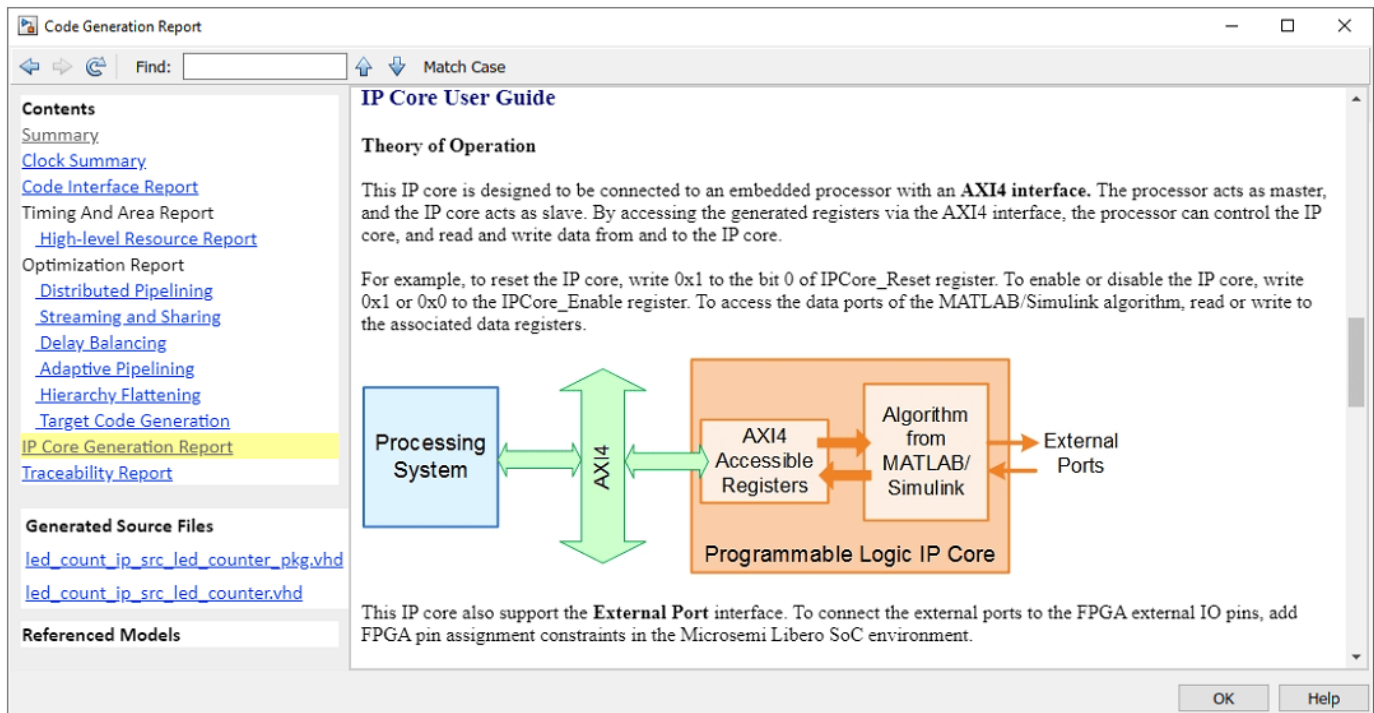 Code Generation Report
Find:
Match Case
Contents
Summary
Clock Summary
Code Interface Report
Timing And Area Report
High-level Resource Report
Optimization Report
Distributed Pipelining
Streaming and Sharing
Delay Balancing
Adaptive Pipelining
Hierarchy Flattening
Target Code Generation
IP Core Generation Report
Traceability Report
Generated Source Files
led_count_ip_src_led_counter_pkg.vhd
led_count_ip_src_led_counter.vhd
Referenced Models
IP Core User Guide
Theory of Operation
This IP core is designed to be connected to an embedded processor with an AXI4 interface. The processor acts as master,
and the IP core acts as slave. By accessing the generated registers via the AXI4 interface, the processor can control the IP
core, and read and write data from and to the IP core.
For example, to reset the IP core, write 0x1 to the bit 0 of IPCore_Reset register. To enable or disable the IP core, write
0x1 or 0x0 to the IPCore_Enable register. To access the data ports of the MATLAB/Simulink algorithm, read or write to
the associated data registers.
Processing
System
AXI4
AXI4
Accessible
Registers
Algorithm
from
MATLAB/
Simulink
External
Ports
Programmable Logic IP Core
This IP core also support the External Port interface. To connect the external ports to the FPGA external IO pins, add
FPGA pin assignment constraints in the Microsemi Libero SoC environment.
OK
Help